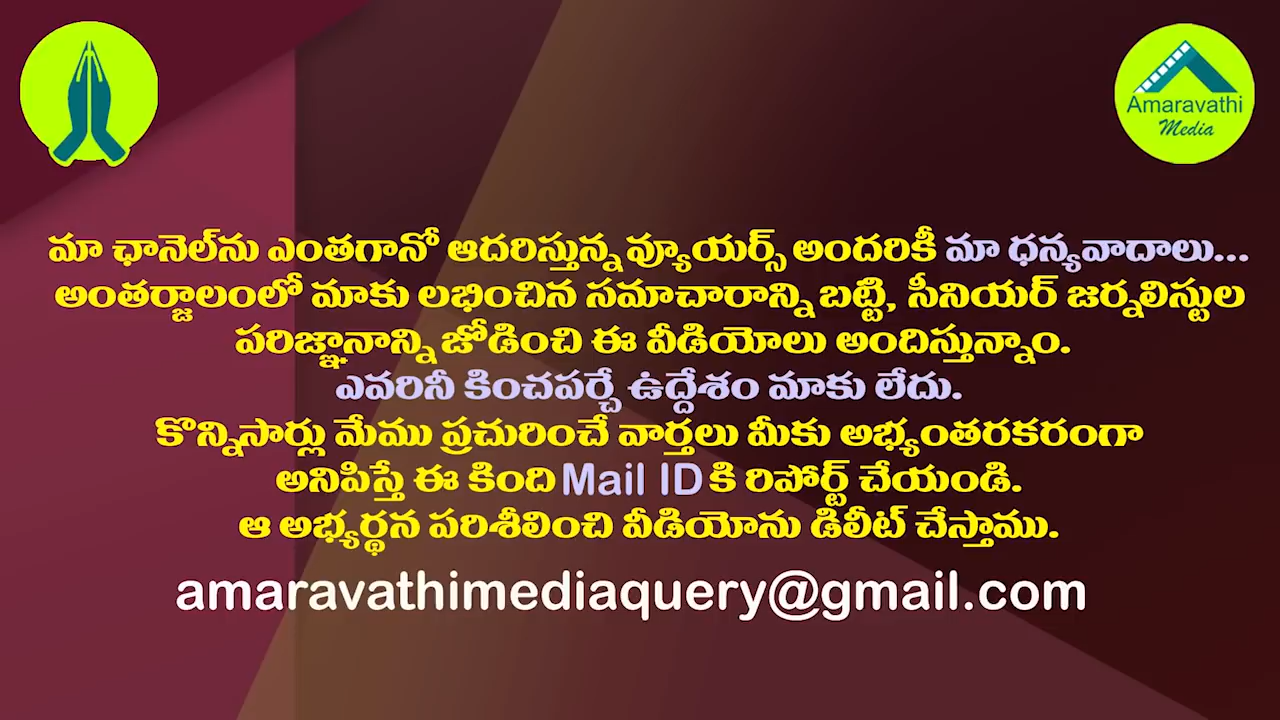 Amaravathi
Media
మా ఛానెల్‌ను ఎంతగానో ఆదరిస్తున్న వ్యూయర్స్ అందరికీ మా ధన్యవాదాలు...
అంతర్జాలంలో మాకు లభించిన సమాచారాన్ని బట్టి, సీనియర్ జర్నలిస్టుల
పరిజ్ఞానాన్ని జోడించి ఈ వీడియోలు అందిస్తున్నాం.
ఎవరినీ కించపర్చే ఉద్దేశం మాకు లేదు.
కొన్నిసార్లు మేము ప్రచురించే వార్తలు మీకు అభ్యంతరకరంగా
అనిపిస్తే ఈ కింది Mail ID కి రిపోర్ట్ చేయండి.
ఆ అభ్యర్థన పరిశీలించి వీడియోను డిలీట్ చేస్తాము.
amaravathimediaquery@gmail.com